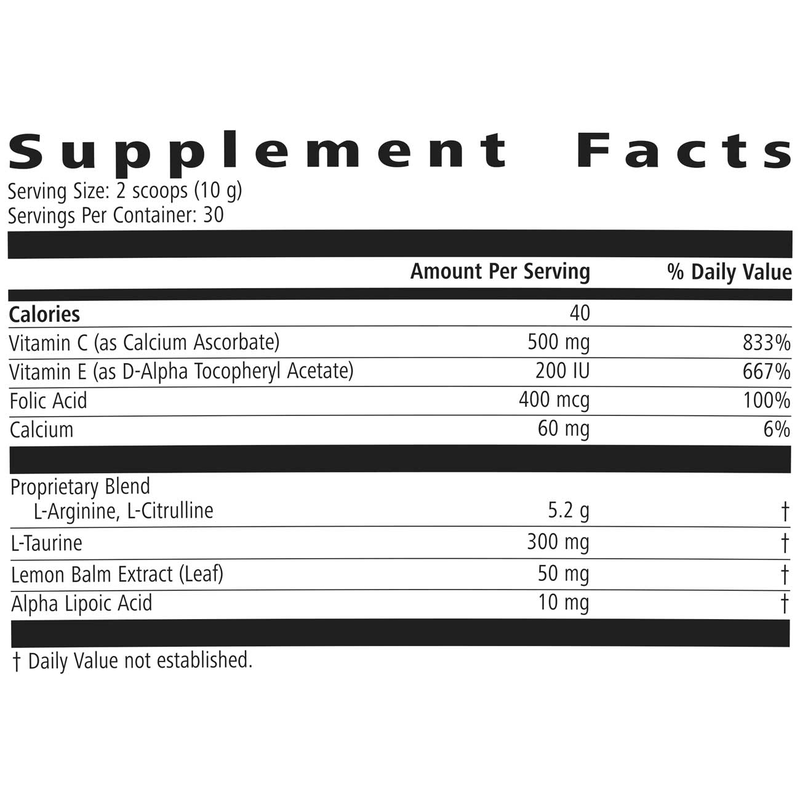 Supplement Facts
Serving Size: 2 scoops (10 g)
Servings Per Container: 30
Amount Per Serving % Daily Value
Calories 40
Vitamin C (as Calcium Ascorbate) 500 mg 833%
Vitamin E (as D-Alpha Tocopheryl Acetate) 200 IU 667%
Folic Acid 400 mcg 100%
Calcium 60 mg 6%
Proprietary Blend
L-Arginine, L-Citrulline 5.2 g †
L-Taurine 300 mg †
Lemon Balm Extract (Leaf) 50 mg †
Alpha Lipoic Acid 10 mg †
† Daily Value not established.